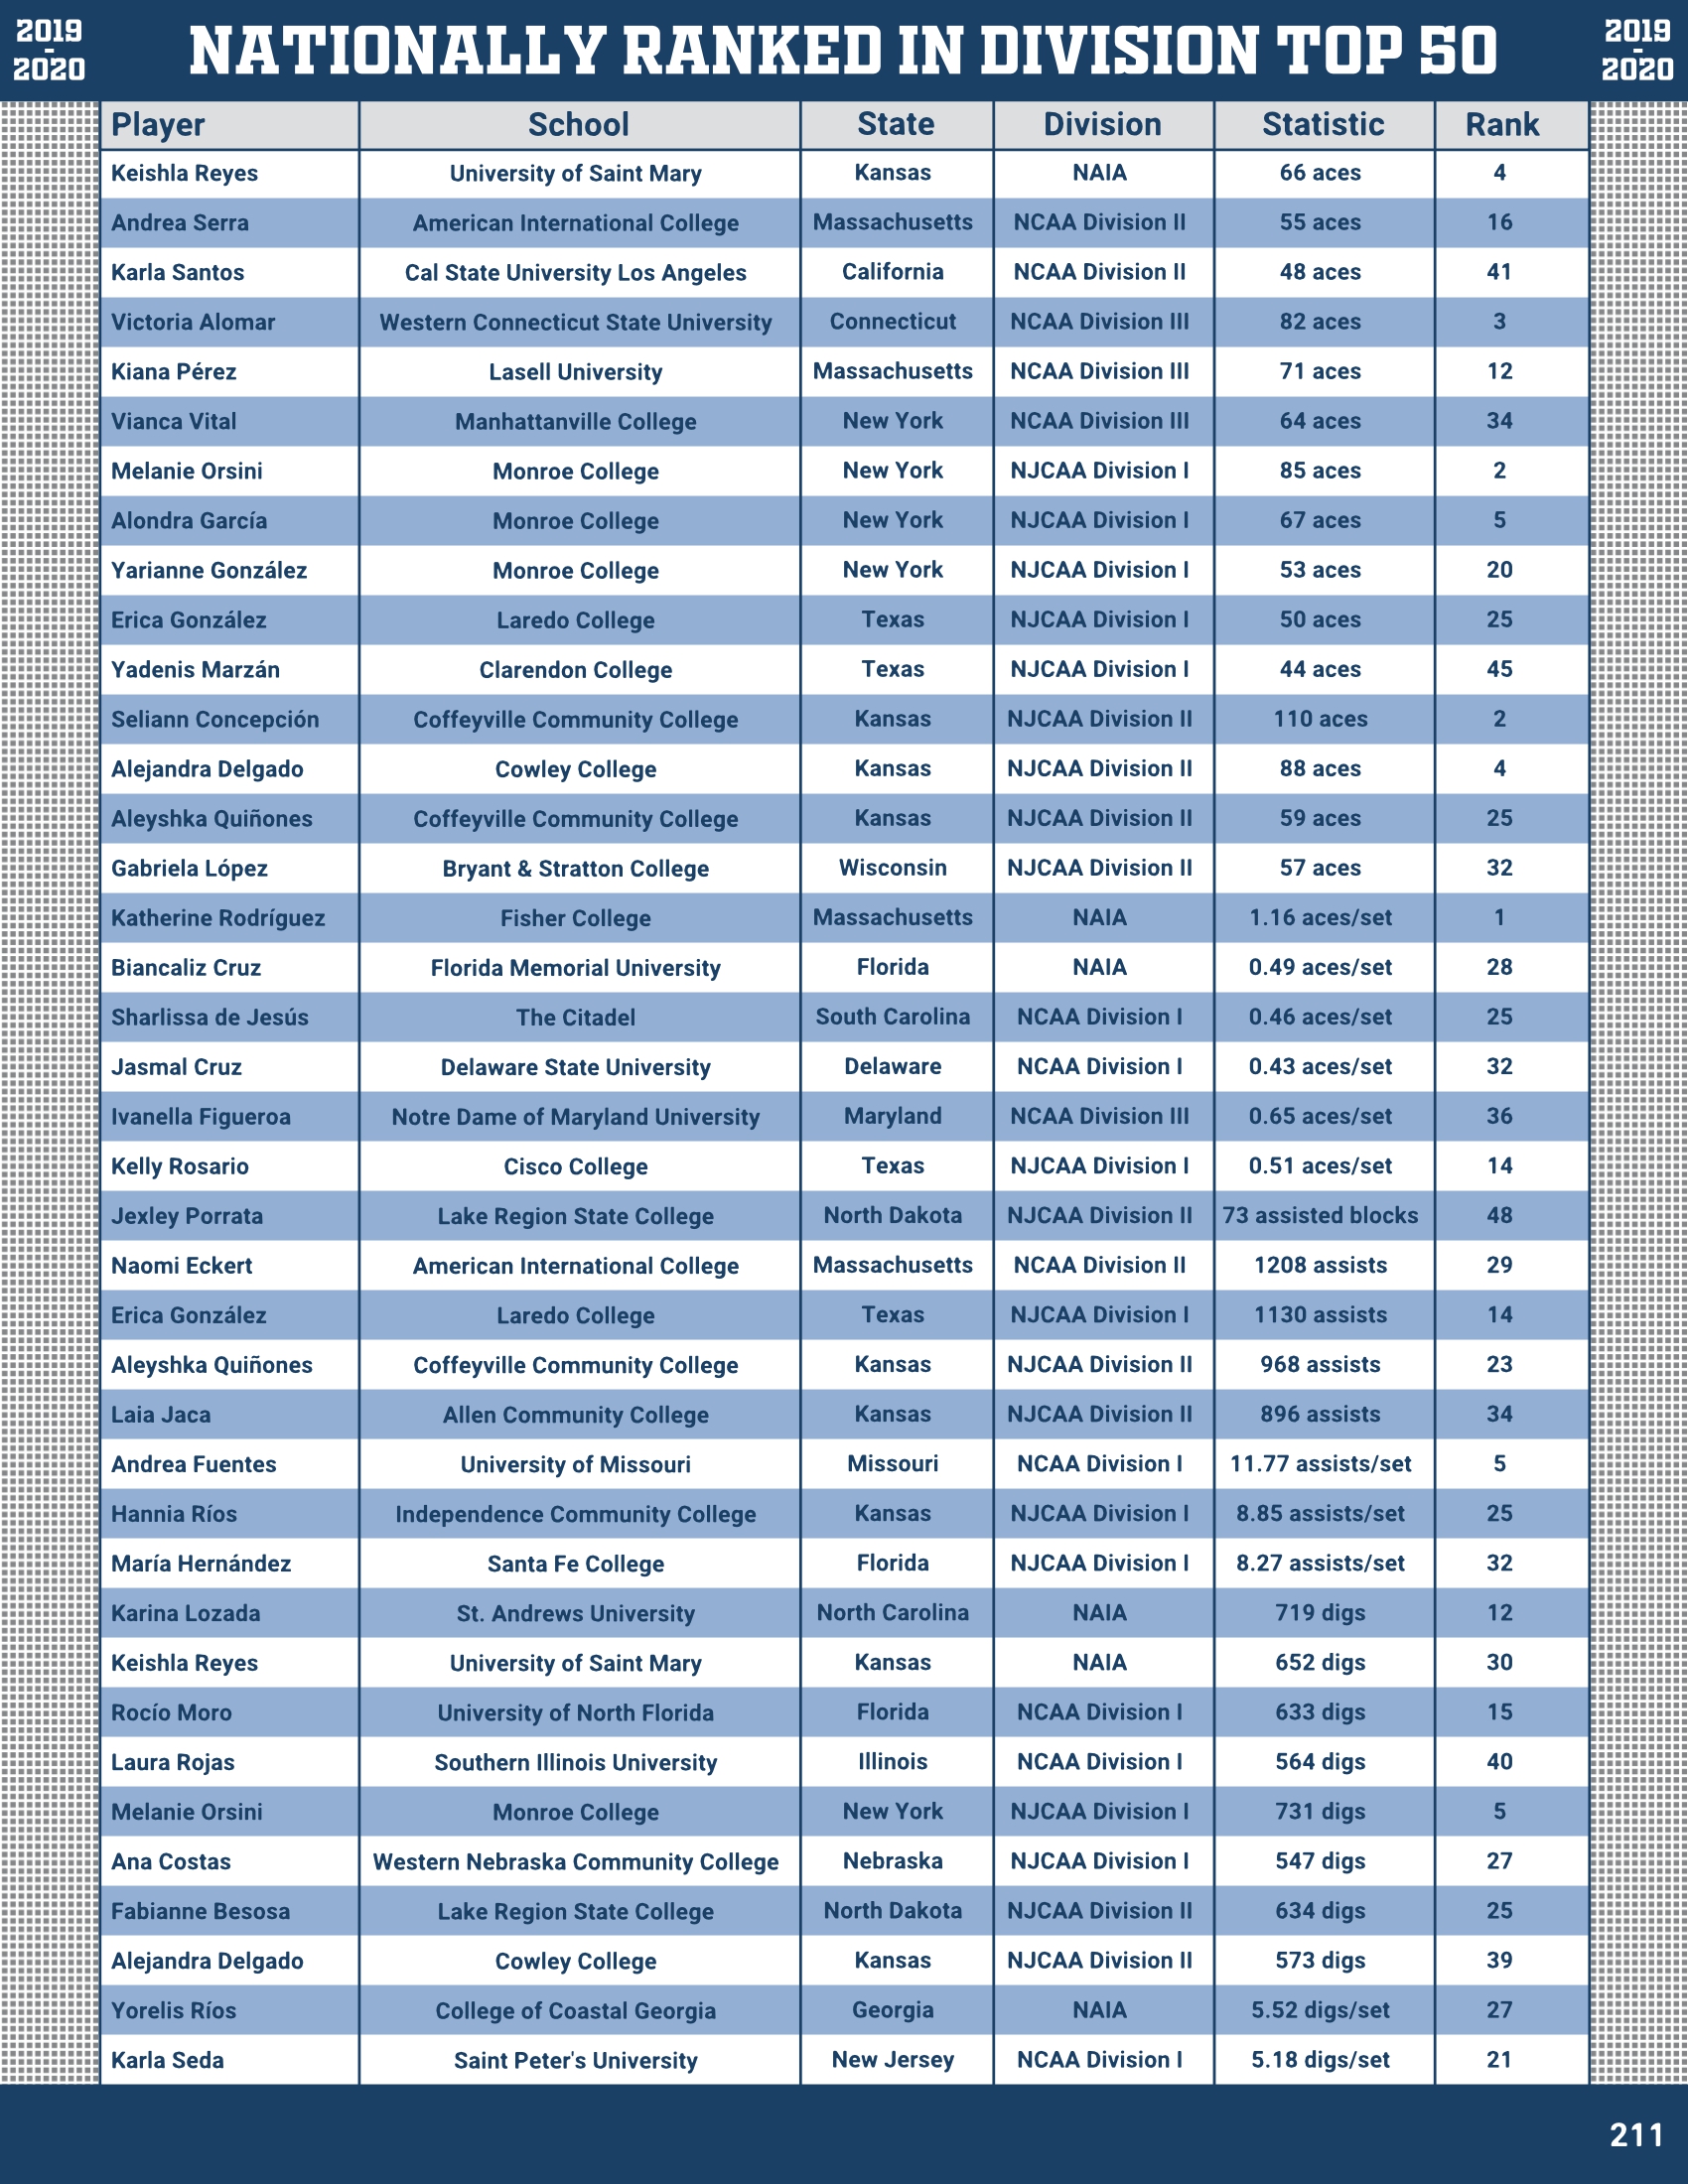 2019
-
2020
NATIONALLY RANKED IN DIVISION TOP 50
2019
-
2020
Player School State Division Statistic Rank
Keishla Reyes University of Saint Mary Kansas NAIA 66 aces 4
Andrea Serra American International College Massachusetts NCAA Division II 55 aces 16
Karla Santos Cal State University Los Angeles California NCAA Division II 48 aces 41
Victoria Alomar Western Connecticut State University Connecticut NCAA Division III 82 aces 3
Kiana Pérez Lasell University Massachusetts NCAA Division III 71 aces 12
Vianca Vital Manhattanville College New York NCAA Division III 64 aces 34
Melanie Orsini Monroe College New York NJCAA Division I 85 aces 2
Alondra García Monroe College New York NJCAA Division I 67 aces 5
Yarianne González Monroe College New York NJCAA Division I 53 aces 20
Erica González Laredo College Texas NJCAA Division I 50 aces 25
Yadenis Marzán Clarendon College Texas NJCAA Division I 44 aces 45
Seliann Concepción Coffeyville Community College Kansas NJCAA Division II 110 aces 2
Alejandra Delgado Cowley College Kansas NJCAA Division II 88 aces 4
Aleyshka Quiñones Coffeyville Community College Kansas NJCAA Division II 59 aces 25
Gabriela López Bryant & Stratton College Wisconsin NJCAA Division II 57 aces 32
Katherine Rodríguez Fisher College Massachusetts NAIA 1.16 aces/set 1
Biancaliz Cruz Florida Memorial University Florida NAIA 0.49 aces/set 28
Sharlissa de Jesús The Citadel South Carolina NCAA Division I 0.46 aces/set 25
Jasmal Cruz Delaware State University Delaware NCAA Division I 0.43 aces/set 32
Ivanella Figueroa Notre Dame of Maryland University Maryland NCAA Division III 0.65 aces/set 36
Kelly Rosario Cisco College Texas NJCAA Division I 0.51 aces/set 14
Jexley Porrata Lake Region State College North Dakota NJCAA Division II 73 assisted blocks 48
Naomi Eckert American International College Massachusetts NCAA Division II 1208 assists 29
Erica González Laredo College Texas NJCAA Division I 1130 assists 14
Aleyshka Quiñones Coffeyville Community College Kansas NJCAA Division II 968 assists 23
Laia Jaca Allen Community College Kansas NJCAA Division II 896 assists 34
Andrea Fuentes University of Missouri Missouri NCAA Division I 11.77 assists/set 5
Hannia Ríos Independence Community College Kansas NJCAA Division I 8.85 assists/set 25
María Hernández Santa Fe College Florida NJCAA Division I 8.27 assists/set 32
Karina Lozada St. Andrews University North Carolina NAIA 719 digs 12
Keishla Reyes University of Saint Mary Kansas NAIA 652 digs 30
Rocío Moro University of North Florida Florida NCAA Division I 633 digs 15
Laura Rojas Southern Illinois University Illinois NCAA Division I 564 digs 40
Melanie Orsini Monroe College New York NJCAA Division I 731 digs 5
Ana Costas Western Nebraska Community College Nebraska NJCAA Division I 547 digs 27
Fabianne Besosa Lake Region State College North Dakota NJCAA Division II 634 digs 25
Alejandra Delgado Cowley College Kansas NJCAA Division II 573 digs 39
Yorelis Ríos College of Coastal Georgia Georgia NAIA 5.52 digs/set 27
Karla Seda Saint Peter's University New Jersey NCAA Division I 5.18 digs/set 21
211